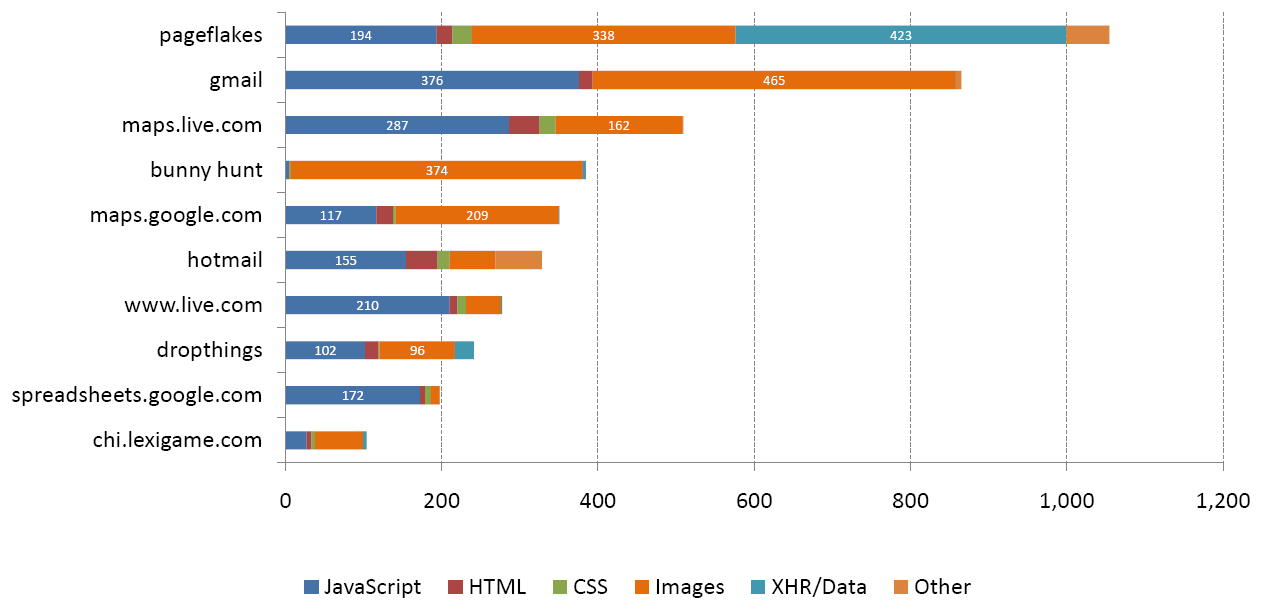 pageflakes 194 338 423
gmail 376 465
maps.live.com 287 162
bunny hunt 374
maps.google.com 117 209
hotmail 155
www.live.com 210
dropthings 102 96
spreadsheets.google.com 172
chi.lexigame.com
0 200 400 600 800 1,000 1,200
JavaScript HTML CSS Images XHR/Data Other